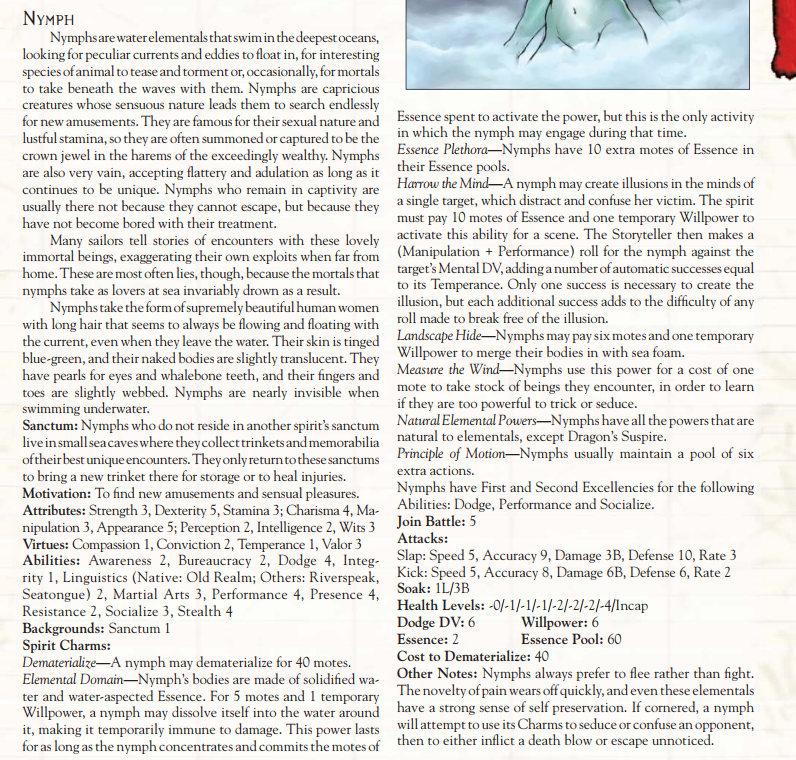 NYMPH
Nymphs are water elementals that swim in the deepest oceans,
looking for peculiar currents and eddies to float in, for interesting
species of animal to tease and torment or, occasionally, for mortals
to take beneath the waves with them. Nymphs are capricious
creatures whose sensuous nature leads them to search endlessly
for new amusements. They are famous for their sexual nature and
lustful stamina, so they are often summoned or captured to be the
crown jewel in the harems of the exceedingly wealthy. Nymphs
are also very vain, accepting flattery and adulation as long as it
continues to be unique. Nymphs who remain in captivity are
usually there not because they cannot escape, but because they
have not become bored with their treatment.
Many sailors tell stories of encounters with these lovely
immortal beings, exaggerating their own exploits when far from
home. These are most often lies, though, because the mortals that
nymphs take as lovers at sea invariably drown as a result.
Nymphs take the form of supremely beautiful human women
with long hair that seems to always be flowing and floating with
the current, even when they leave the water. Their skin is tinged
blue-green, and their naked bodies are slightly translucent. They
have pearls for eyes and whalebone teeth, and their fingers and
toes are slightly webbed. Nymphs are nearly invisible when
swimming underwater.
Sanctum: Nymphs who do not reside in another spirit's sanctum
live in small sea caves where they collect trinkets and memorabilia
of their best unique encounters. They only return to these sanctums
to bring a new trinket there for storage or to heal injuries.
Motivation: To find new amusements and sensual pleasures.
Attributes: Strength 3, Dexterity 5, Stamina 3; Charisma 4, Ma-
nipulation 3, Appearance 5; Perception 2, Intelligence 2, Wits 3
Virtues: Compassion 1, Conviction 2, Temperance 1, Valor 3
Abilities: Awareness 2, Bureaucracy 2, Dodge 4, Integ-
rity 1, Linguistics (Native: Old Realm; Others: Riverspeak,
Seatongue) 2, Martial Arts 3, Performance 4, Presence 4,
Resistance 2, Socialize 3, Stealth 4
Backgrounds: Sanctum 1
Spirit Charms:
Dematerialize—A nymph may dematerialize for 40 motes.
Elemental Domain—Nymph's bodies are made of solidified wa-
ter and water-aspected Essence. For 5 motes and 1 temporary
Willpower, a nymph may dissolve itself into the water around
it, making it temporarily immune to damage. This power lasts
for as long as the nymph concentrates and commits the motes of
Essence spent to activate the power, but this is the only activity
in which the nymph may engage during that time.
Essence Plethora—Nymphs have 10 extra motes of Essence in
their Essence pools.
Harrow the Mind—A nymph may create illusions in the minds of
a single target, which distract and confuse her victim. The spirit
must pay 10 motes of Essence and one temporary Willpower to
activate this ability for a scene. The Storyteller then makes a
(Manipulation + Performance) roll for the nymph against the
target's Mental DV, adding a number of automatic successes equal
to its Temperance. Only one success is necessary to create the
illusion, but each additional success adds to the difficulty of any
roll made to break free of the illusion.
Landscape Hide—Nymphs may pay six motes and one temporary
Willpower to merge their bodies in with sea foam.
Measure the Wind—Nymphs use this power for a cost of one
mote to take stock of beings they encounter, in order to learn
if they are too powerful to trick or seduce.
Natural Elemental Powers—Nymphs have all the powers that are
natural to elementals, except Dragon's Suspire.
Principle of Motion—Nymphs usually maintain a pool of six
extra actions.
Nymphs have First and Second Excellencies for the following
Abilities: Dodge, Performance and Socialize.
Join Battle: 5
Attacks:
Slap: Speed 5, Accuracy 9, Damage 3B, Defense 10, Rate 3
Kick: Speed 5, Accuracy 8, Damage 6B, Defense 6, Rate 2
Soak: 1L/3B
Health Levels: -0/-1/-1/-1/-2/-2/-2/-4/Incap
Dodge DV: 6 Willpower: 6
Essence: 2 Essence Pool: 60
Cost to Dematerialize: 40
Other Notes: Nymphs always prefer to flee rather than fight.
The novelty of pain wears off quickly, and even these elementals
have a strong sense of self preservation. If cornered, a nymph
will attempt to use its Charms to seduce or confuse an opponent,
then to either inflict a death blow or escape unnoticed.